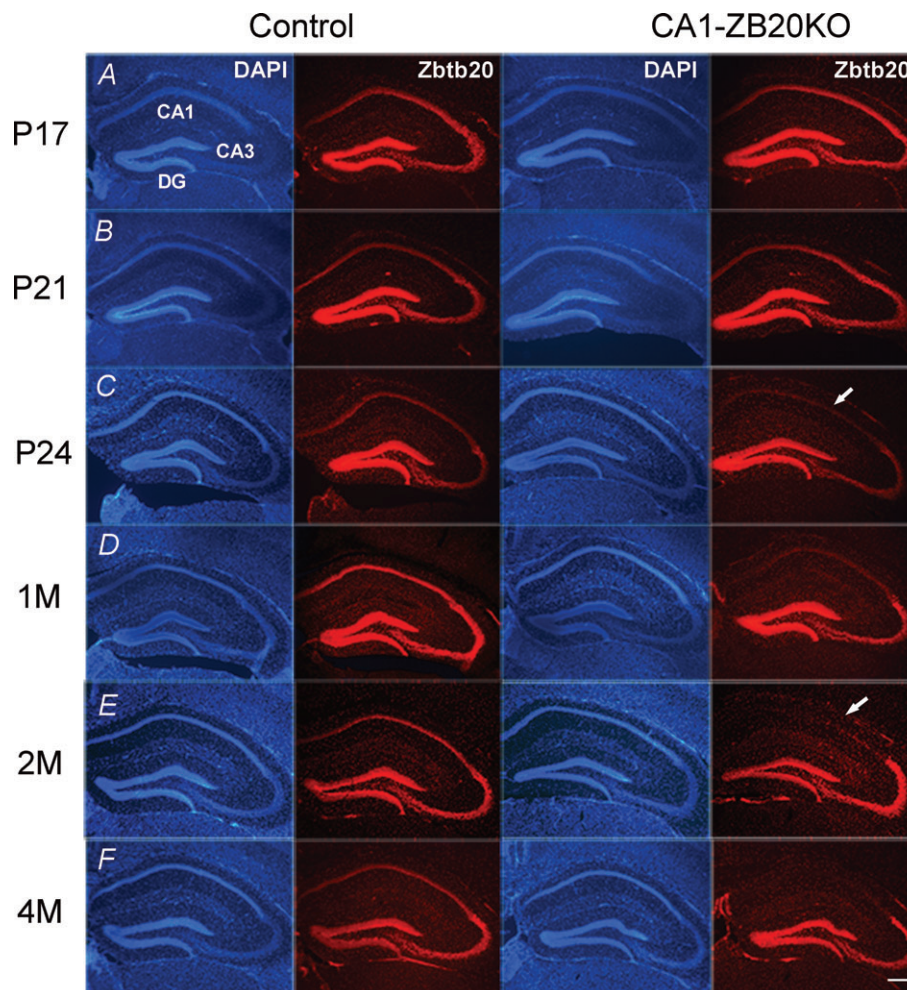 Control CA1-ZB20KO
A DAPI Zbtb20 DAPI Zbtb20
P17
CA1
CA3
DG
B
P21
C
P24
D
1M
E
2M
F
4M